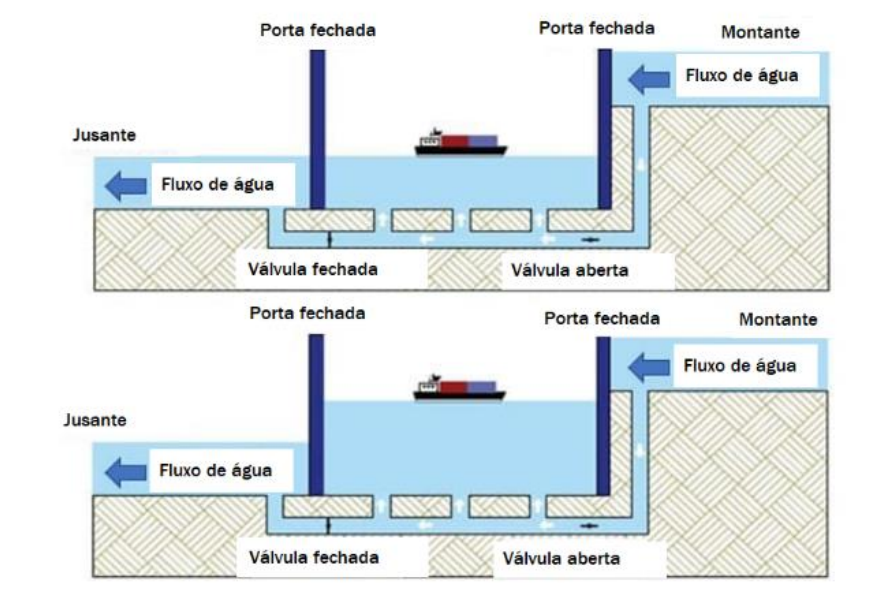 Porta fechada
Porta fechada
Montante
Fluxo de água
Jusante
Fluxo de água
Válvula fechada
Válvula aberta
Porta fechada
Porta fechada
Montante
Fluxo de água
Jusante
Fluxo de água
Válvula fechada
Válvula aberta